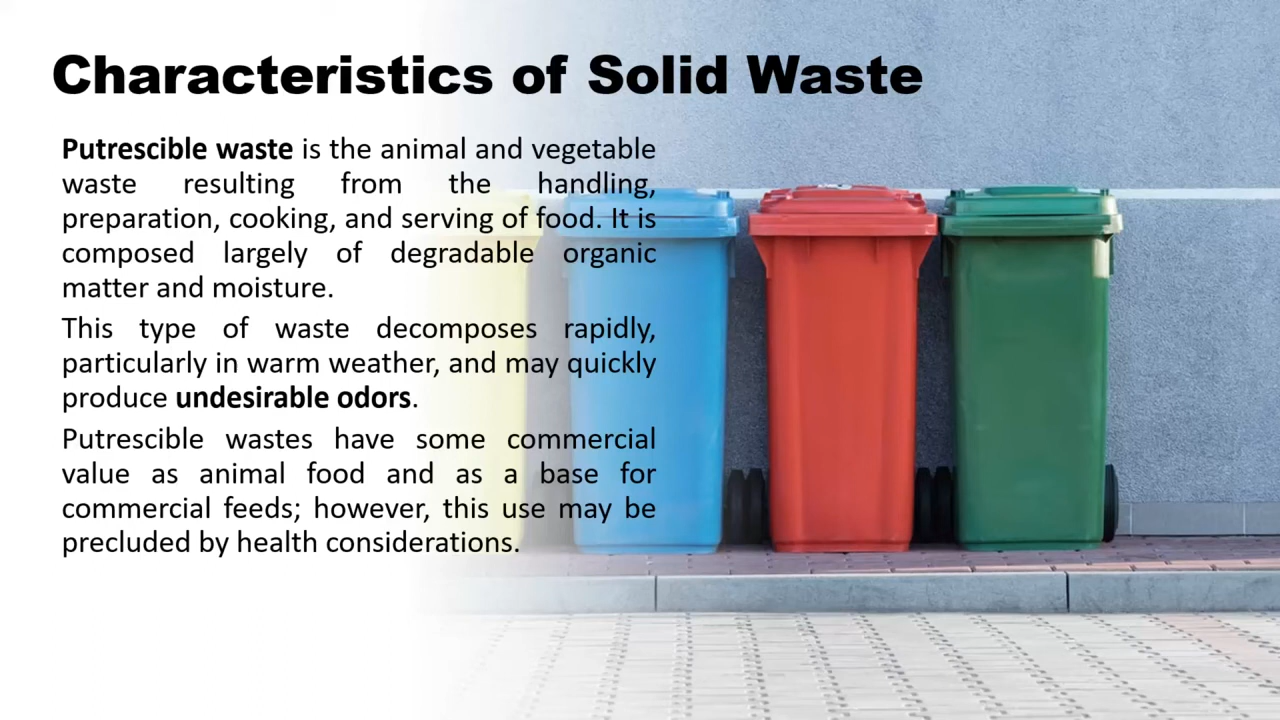 Characteristics of Solid Waste
Putrescible waste is the animal and vegetable
waste resulting from the handling,
preparation, cooking, and serving of food. It is
composed largely of degradable organic
matter and moisture.
This type of waste decomposes rapidly,
particularly in warm weather, and may quickly
produce undesirable odors.
Putrescible wastes have some commercial
value as animal food and as a base for
commercial feeds; however, this use may be
precluded by health considerations.